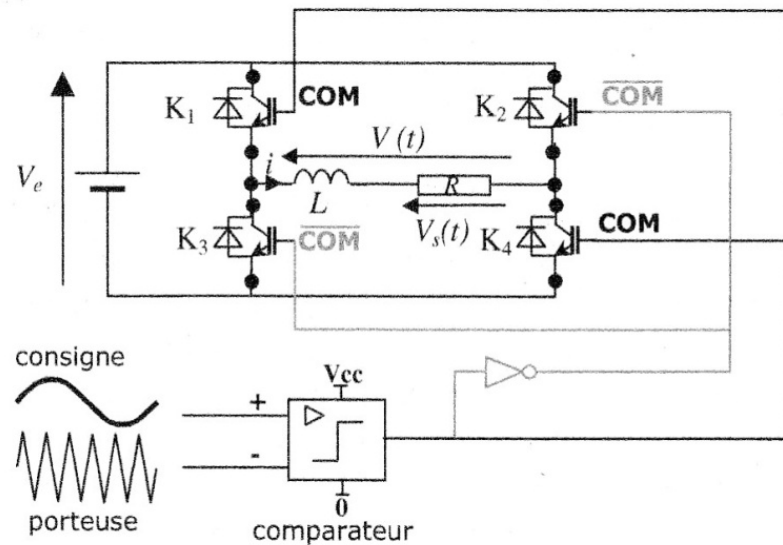 COM
K₁
K₂
COM
V(t)
Vₑ
i
L
R
K₃
COM
Vₛ(t)
K₄
COM
consigne
Vcc
+
-
0
porteuse
comparateur